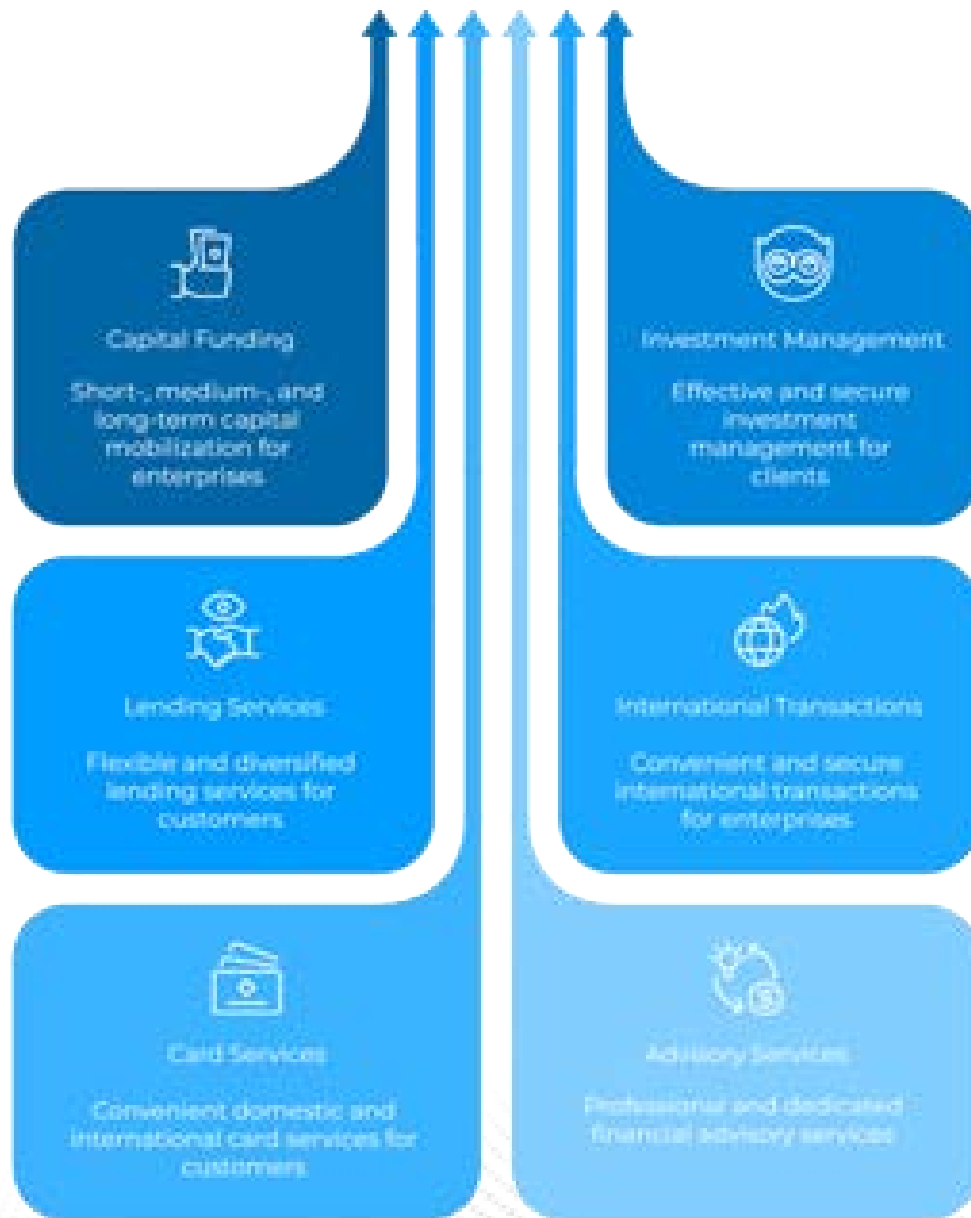 Capital Funding
Short-, medium-, and
long-term capital
mobilization for
enterprises
Investment Management
Effective and secure
investment
management for
clients
Lending Services
Flexible and diversified
lending services for
customers
International Transactions
Convenient and secure
international transactions
for enterprises
Card Services
Convenient domestic and
international card services for
customers
Advisory Services
Professional and dedicated
financial advisory services